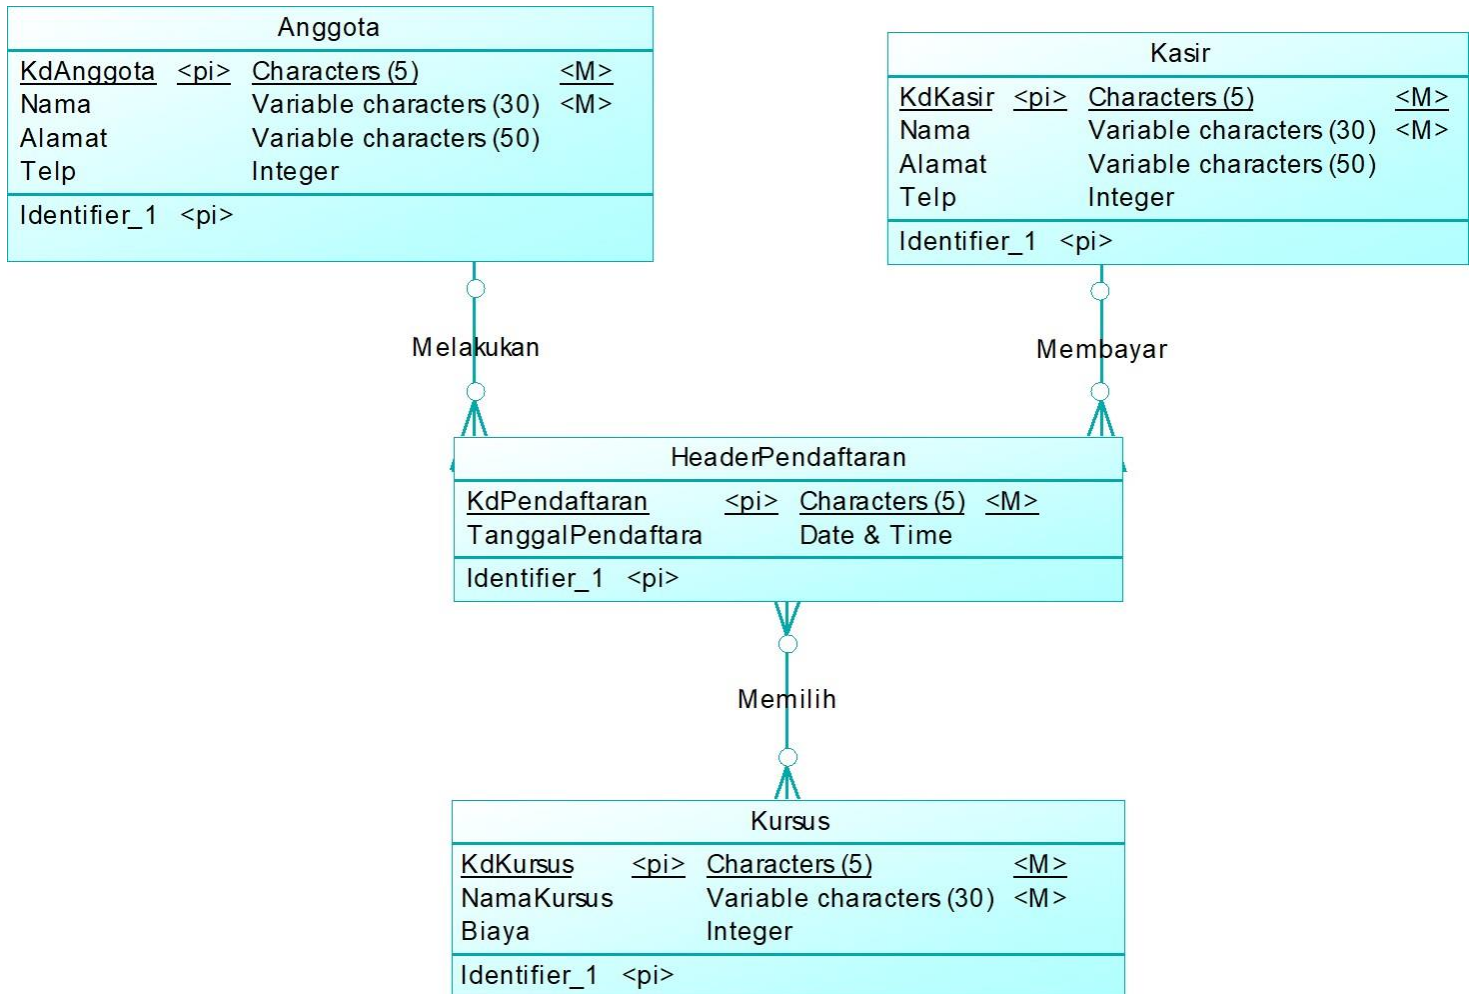 Anggota
KdAnggota <pi> Characters (5) <M>
Nama Variable characters (30) <M>
Alamat Variable characters (50)
Telp Integer
Identifier_1 <pi>
Kasir
KdKasir <pi> Characters (5) <M>
Nama Variable characters (30) <M>
Alamat Variable characters (50)
Telp Integer
Identifier_1 <pi>
Melakukan
Membayar
HeaderPendaftaran
KdPendaftaran <pi> Characters (5) <M>
TanggalPendaftara Date & Time
Identifier_1 <pi>
Memilih
Kursus
KdKursus <pi> Characters (5) <M>
NamaKursus Variable characters (30) <M>
Biaya Integer
Identifier_1 <pi>